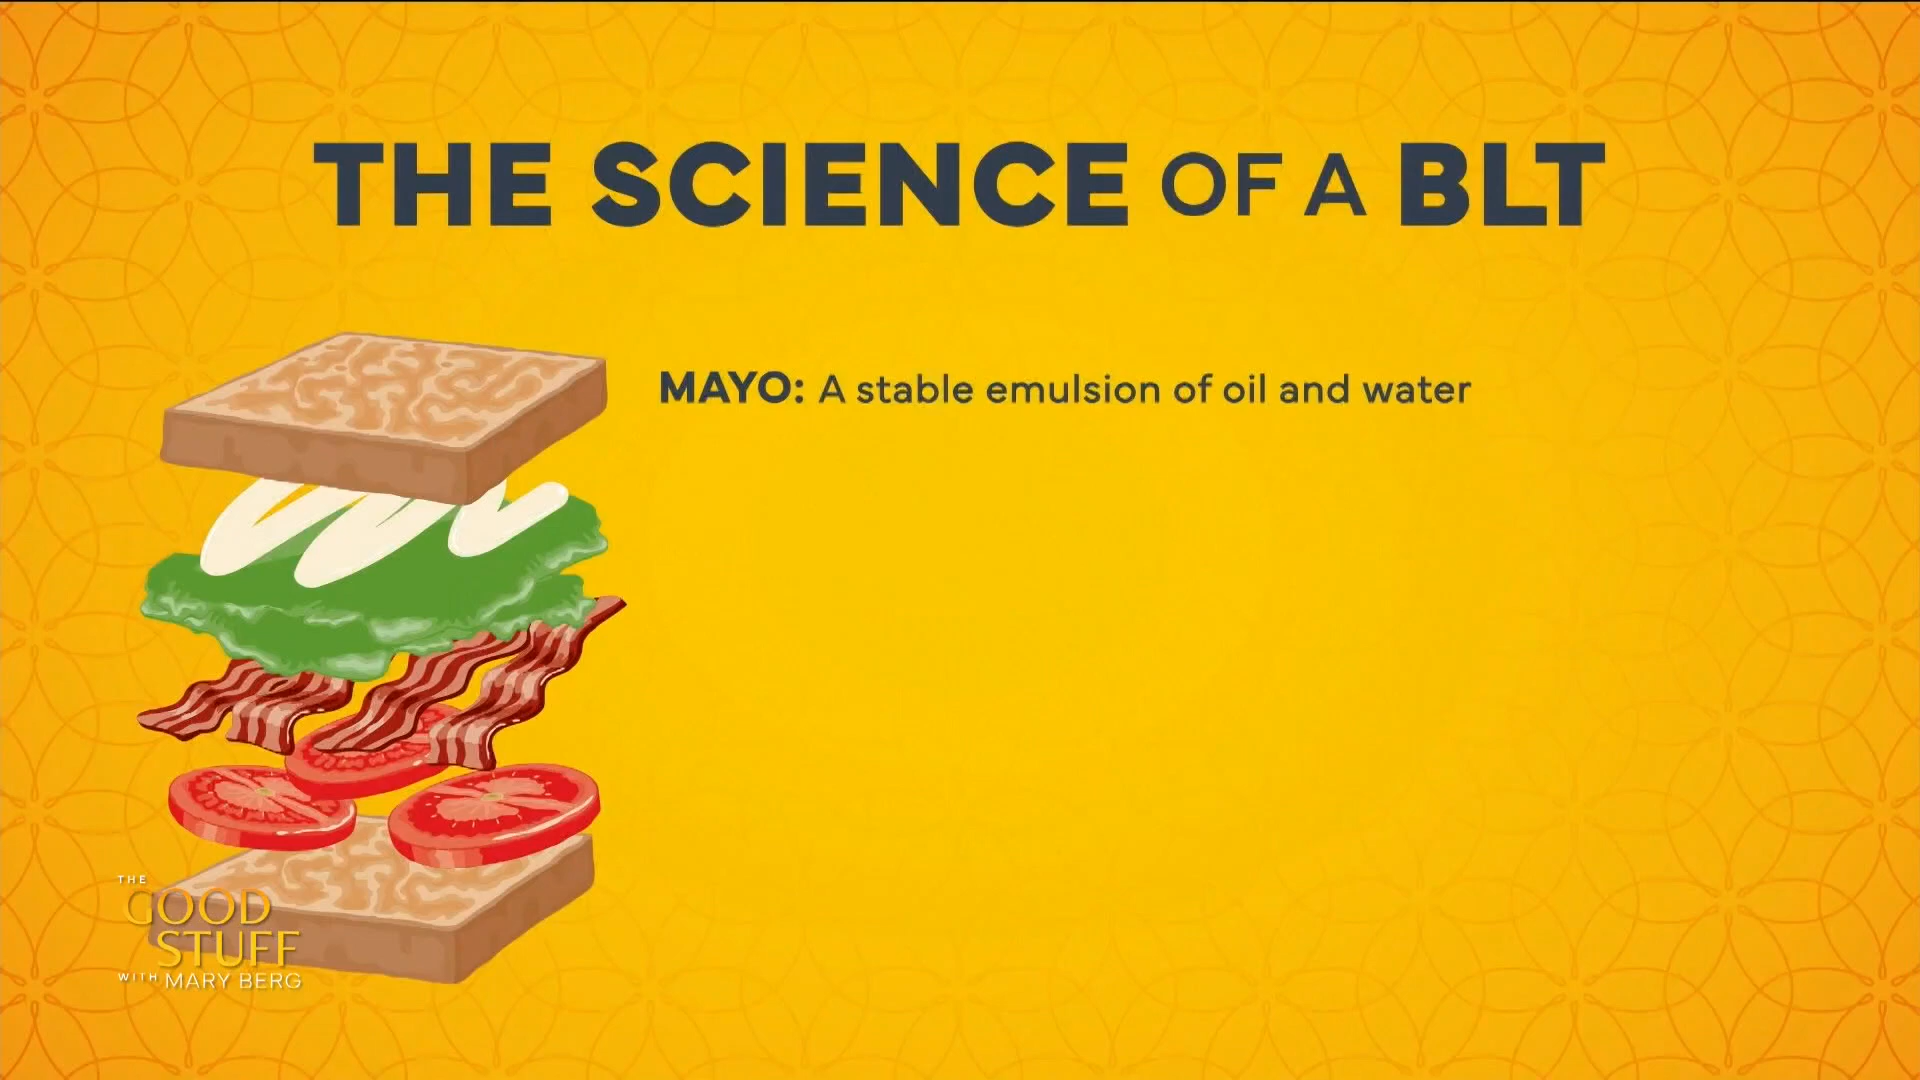 THE SCIENCE OF A BLT
MAYO: A stable emulsion of oil and water
THE
GOOD
STUFF
WITH MARY BERG